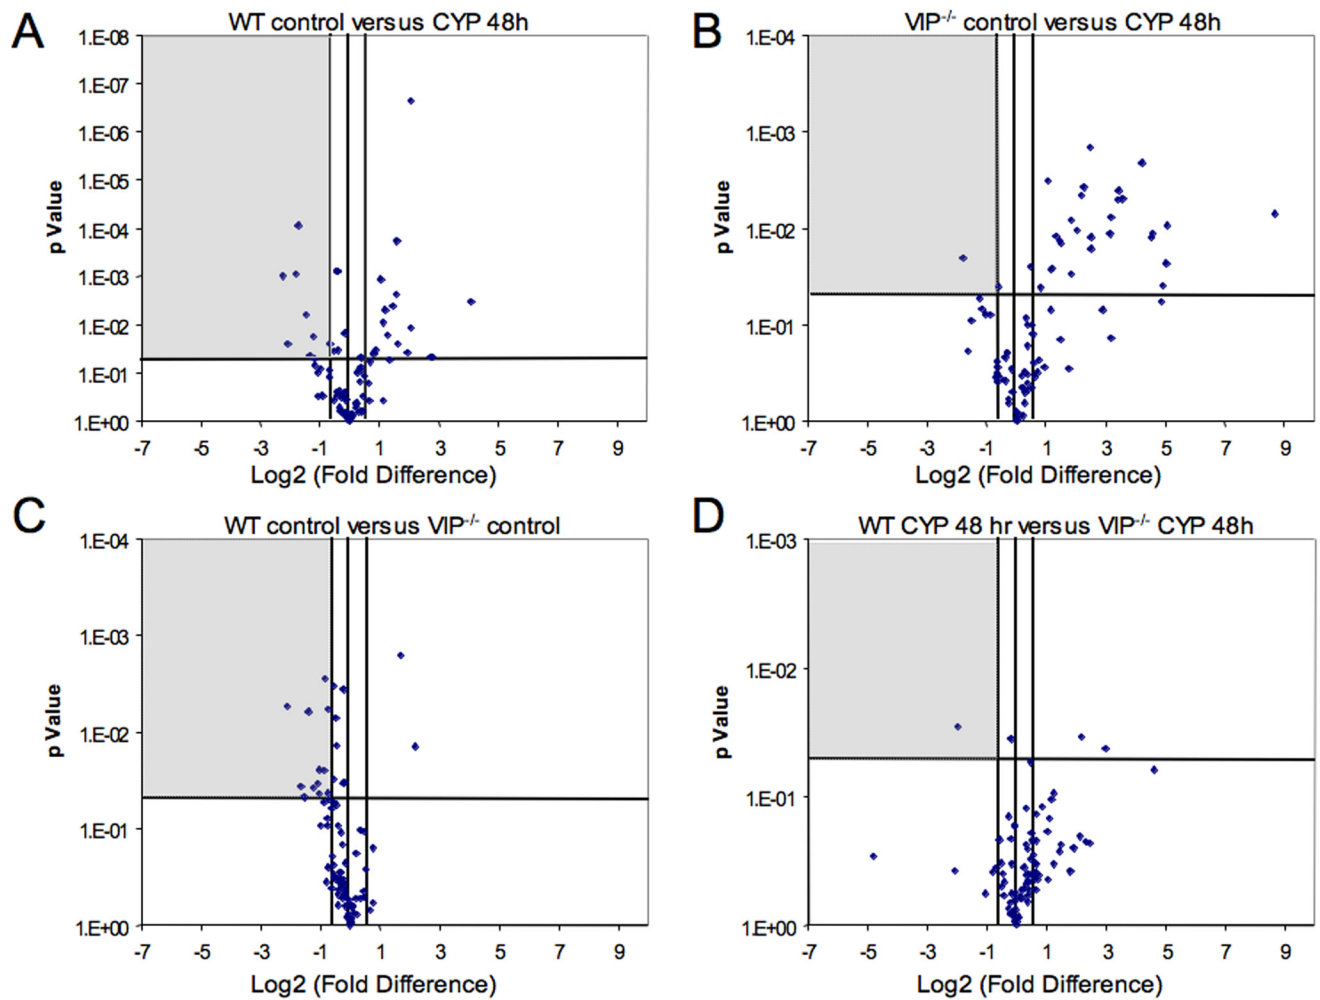 A
WT control versus CYP 48h
1.E-08
1.E-07
1.E-06
1.E-05
1.E-04
1.E-03
1.E-02
1.E-01
1.E+00
p Value
-7 -5 -3 -1 1 3 5 7 9
Log2 (Fold Difference)
B
VIP-/- control versus CYP 48h
1.E-04
1.E-03
1.E-02
1.E-01
1.E+00
p Value
-7 -5 -3 -1 1 3 5 7 9
Log2 (Fold Difference)
C
WT control versus VIP-/- control
1.E-04
1.E-03
1.E-02
1.E-01
1.E+00
p Value
-7 -5 -3 -1 1 3 5 7 9
Log2 (Fold Difference)
D
WT CYP 48 hr versus VIP-/- CYP 48h
1.E-03
1.E-02
1.E-01
1.E+00
p Value
-7 -5 -3 -1 1 3 5 7 9
Log2 (Fold Difference)